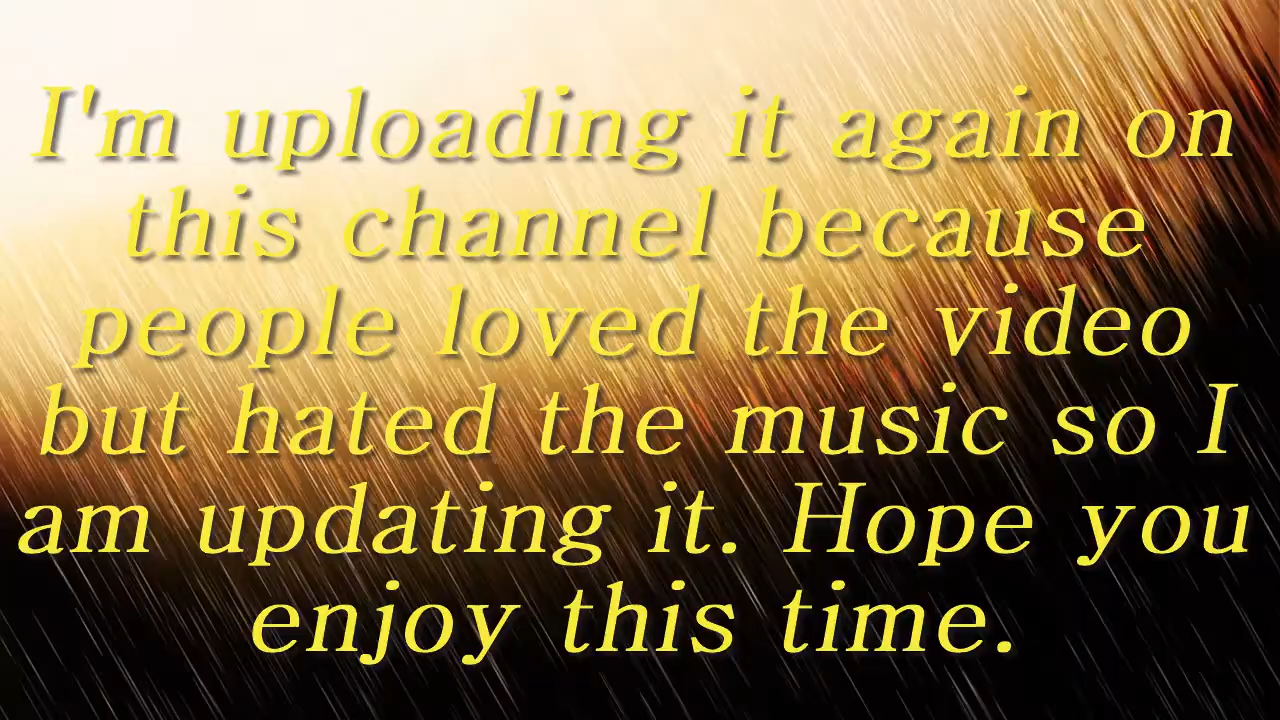 I'm uploading it again on
this channel because
people loved the video
but hated the music so I
am updating it. Hope you
enjoy this time.